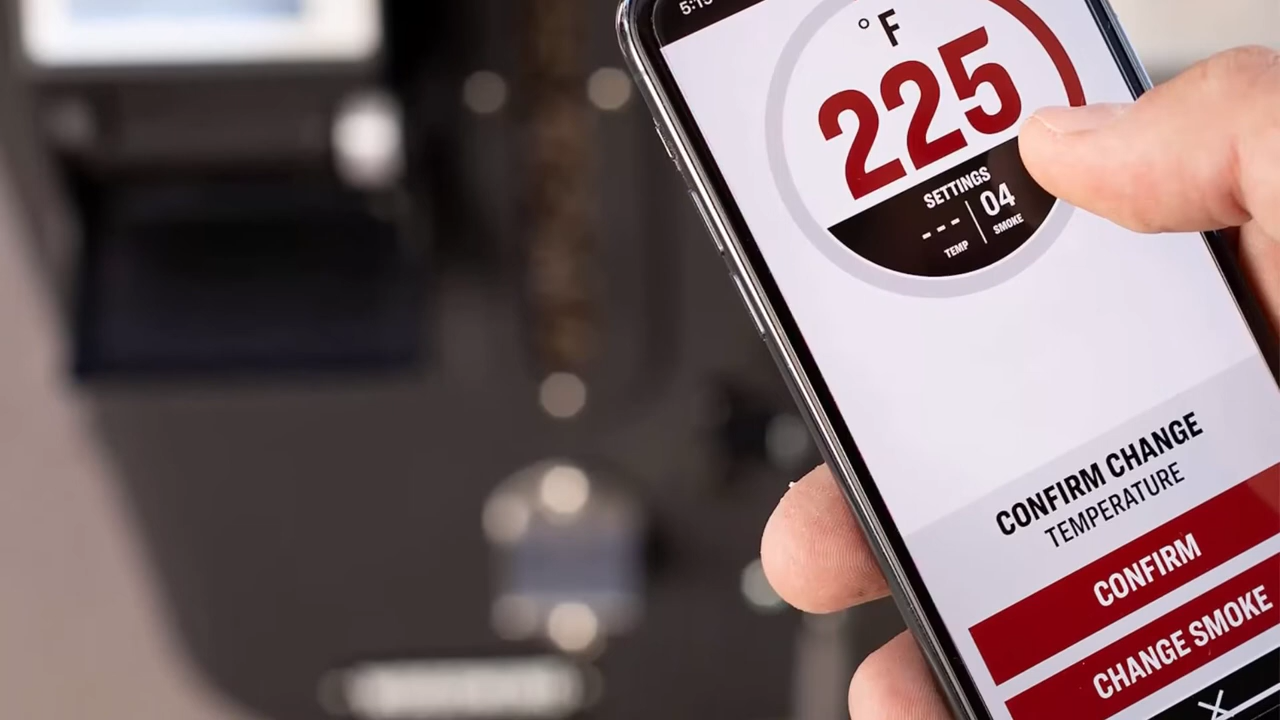 °F
225
SETTINGS
--- 04
TEMP SMOKE
CONFIRM CHANGE
TEMPERATURE
CONFIRM
CHANGE SMOKE